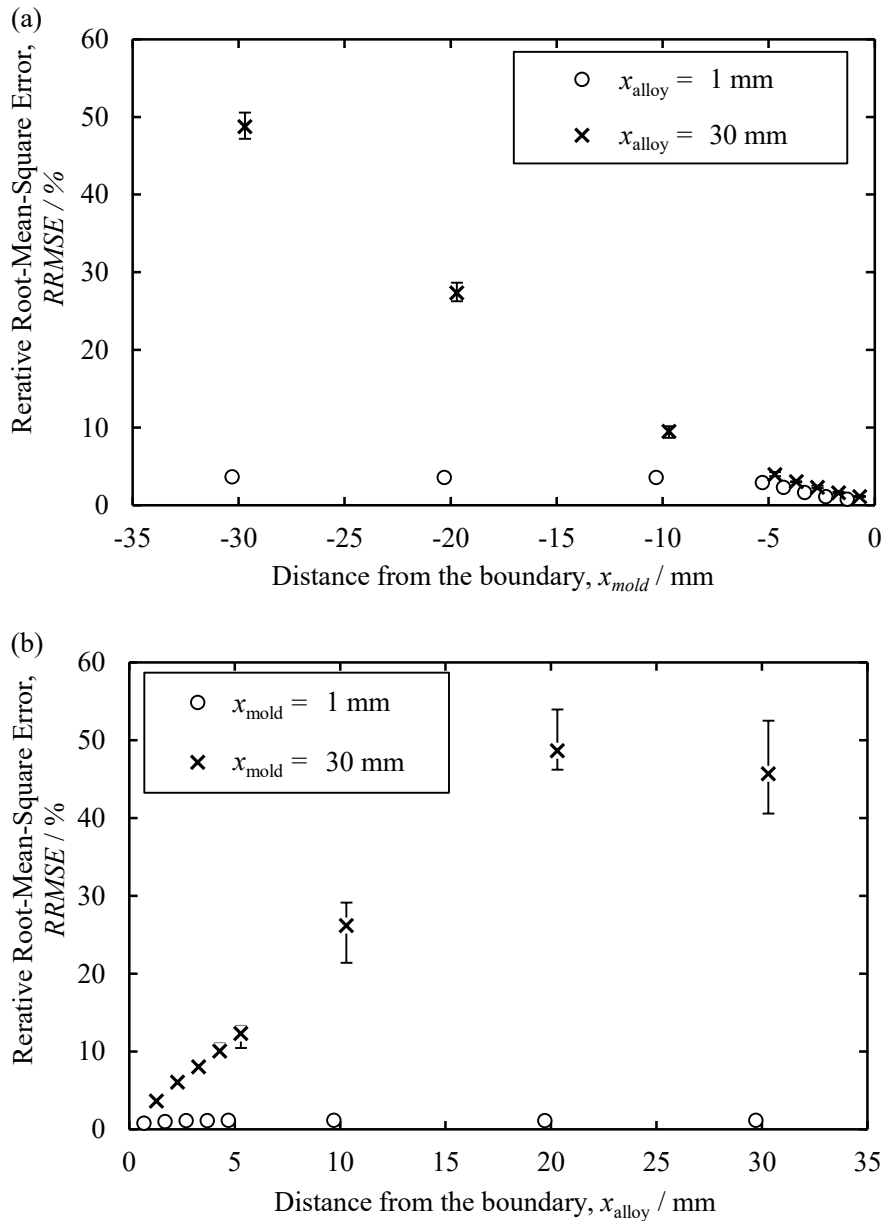 (a)
Rerative Root-Mean-Square Error,
RRMSE / %
60
50
40
30
20
10
0
x_alloy = 1 mm
x_alloy = 30 mm
-35 -30 -25 -20 -15 -10 -5 0
Distance from the boundary, x_mold / mm
(b)
Rerative Root-Mean-Square Error,
RRMSE / %
60
50
40
30
20
10
0
x_mold = 1 mm
x_mold = 30 mm
0 5 10 15 20 25 30 35
Distance from the boundary, x_alloy / mm